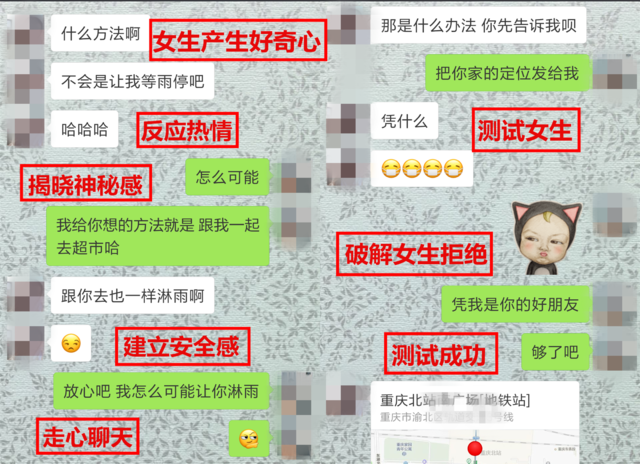 什么方法啊
女生产生好奇心
不会是让我等雨停吧
哈哈哈
反应热情
揭晓神秘感
怎么可能
我给你想的方法就是 跟我一起
去超市哈
跟你去也一样淋雨啊
建立安全感
放心吧 我怎么可能让你淋雨
走心聊天
那是什么办法 你先告诉我呗
把你家的定位发给我
凭什么
测试女生
破解女生拒绝
凭我是你的好朋友
测试成功
够了吧
重庆北站 广场[地铁站]
重庆市渝北区 号线